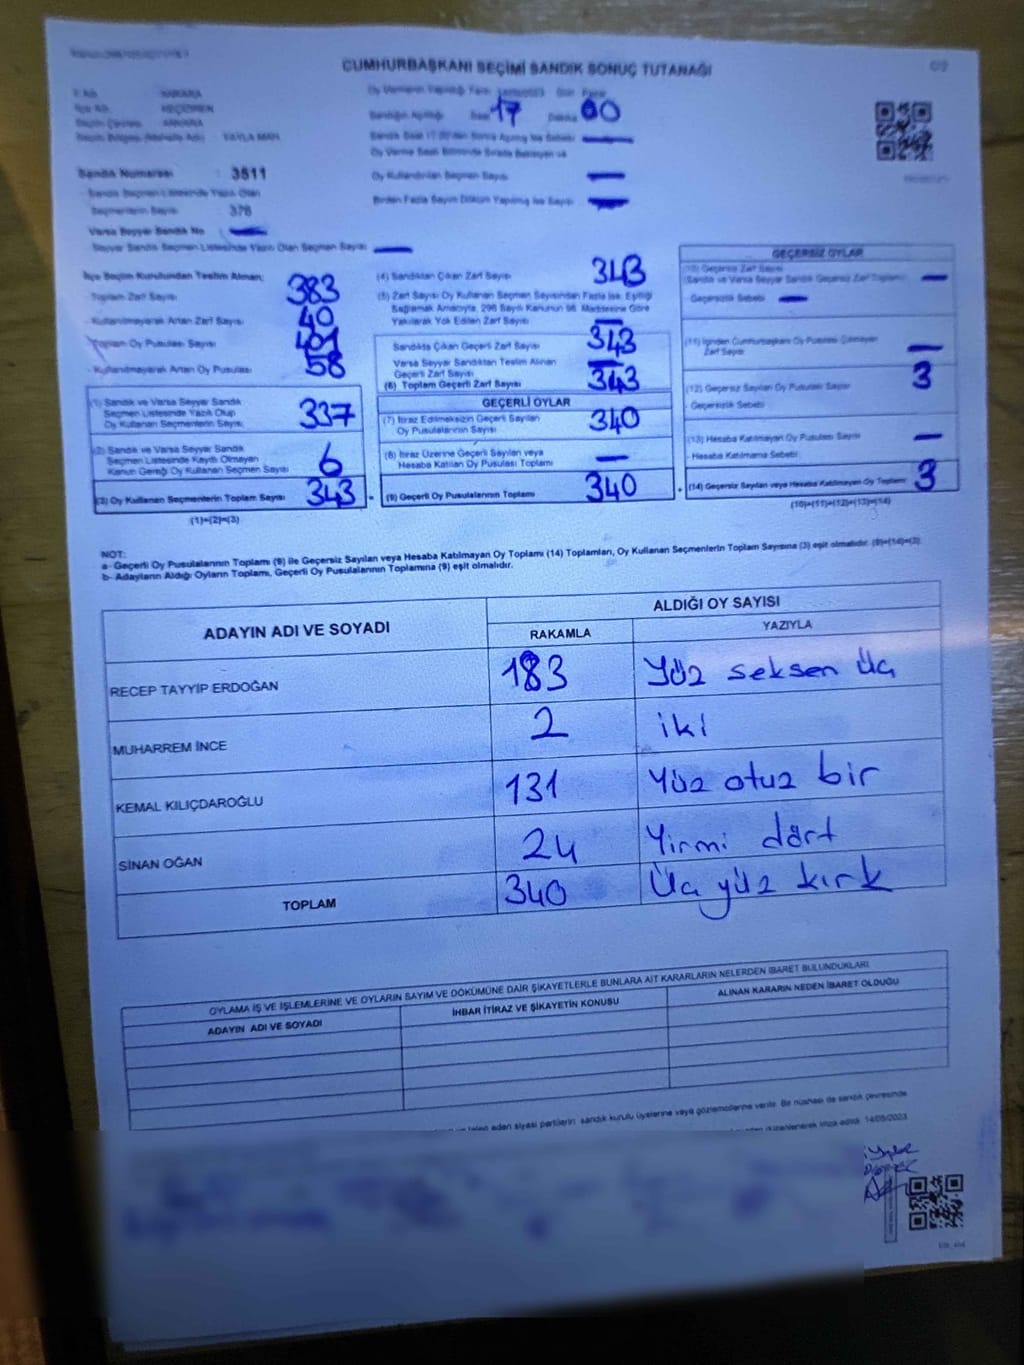 CUMHURBAŞKANI SEÇİMİ SANDIK SONUÇ TUTANAĞI
ANKARA
KEÇİÖREN
ANKARA
YAYLA MAH.
17 00
Sandık Numarası : 3511
Sandık Seçmen Listesinde Yazılı Olan
Seçmenlerin Sayısı : 378
Varsa Seyyar Sandık No
Seyyar Sandık Seçmen Listesinde Yazılı Olan Seçmen Sayısı
Oy Kullandırılan Seçmen Sayısı
Birden Fazla Sayım Döküm Yapılmış İse Sayısı
İlçe Seçim Kurulundan Teslim Alınan;
Toplam Zarf Sayısı 383
- Kullanılmayarak Artan Zarf Sayısı 40
Toplam Oy Pusulası Sayısı 401
- Kullanılmayarak Artan Oy Pusulası 58
(1) Sandık ve Varsa Seyyar Sandık
Seçmen Listesinde Yazılı Olup
Oy Kullanan Seçmenlerin Sayısı 337
(2) Sandık ve Varsa Seyyar Sandık
Seçmen Listesinde Kayıtlı Olmayan
Kanun Gereği Oy Kullanan Seçmen Sayısı 6
(3) Oy Kullanan Seçmenlerin Toplam Sayısı 343 =
(1)+(2)=(3)
(4) Sandıktan Çıkan Zarf Sayısı 343
(5) Zarf Sayısı Oy Kullanan Seçmen Sayısından Fazla İse, Eşitliği
Sağlamak Amacıyla, 298 Sayılı Kanunun 98. Maddesine Göre
Yakılarak Yok Edilen Zarf Sayısı
Sandıkta Çıkan Geçerli Zarf Sayısı 343
Varsa Seyyar Sandıktan Teslim Alınan
Geçerli Zarf Sayısı
(6) Toplam Geçerli Zarf Sayısı 343
GEÇERLİ OYLAR
(7) İtiraz Edilmeksizin Geçerli Sayılan
Oy Pusulalarının Sayısı 340
(8) İtiraz Üzerine Geçerli Sayılan veya
Hesaba Katılan Oy Pusulası Toplamı
(9) Geçerli Oy Pusulalarının Toplamı 340 +
GEÇERSİZ OYLAR
(10) Geçersiz Zarf Sayısı
(Sandık ve Varsa Seyyar Sandık Geçersiz Zarf Toplamı)
- Geçersizlik Sebebi
(11) İçinden Cumhurbaşkanı Oy Pusulası Çıkmayan
Zarf Sayısı
(12) Geçersiz Sayılan Oy Pusulası Sayısı 3
- Geçersizlik Sebebi :
(13) Hesaba Katılmayan Oy Pusulası Sayısı
- Hesaba Katılmama Sebebi :
(14) Geçersiz Sayılan veya Hesaba Katılmayan Oy Toplamı 3
(10)+(11)+(12)+(13)=(14)
NOT:
a- Geçerli Oy Pusulalarının Toplamı (9) ile Geçersiz Sayılan veya Hesaba Katılmayan Oy Toplamı (14) Toplamları, Oy Kullanan Seçmenlerin Toplam Sayısına (3) eşit olmalıdır. (9)+(14)=(3)
b- Adayların Aldığı Oyların Toplamı, Geçerli Oy Pusulalarının Toplamına (9) eşit olmalıdır.
ADAYIN ADI VE SOYADI
ALDIĞI OY SAYISI
RAKAMLA YAZIYLA
RECEP TAYYİP ERDOĞAN 183 Yüz seksen üç
MUHARREM İNCE 2 iki
KEMAL KILIÇDAROĞLU 131 Yüz otuz bir
SİNAN OĞAN 24 Yirmi dört
TOPLAM 340 Üç yüz kırk
OYLAMA İŞ VE İŞLEMLERİNE VE OYLARIN SAYIM VE DÖKÜMÜNE DAİR ŞİKAYETLERLE BUNLARA AİT KARARLARIN NELERDEN İBARET BULUNDUKLARI
ADAYIN ADI VE SOYADI İHBAR İTİRAZ VE ŞİKAYETİN KONUSU ALINAN KARARIN NEDEN İBARET OLDUĞU
talep eden siyasi partilerin sandık kurulu üyelerine veya gözlemcilerine verilir. Bir nüshası da sandık çevresinde
düzenlenerek imza edildi. 14/05/2023